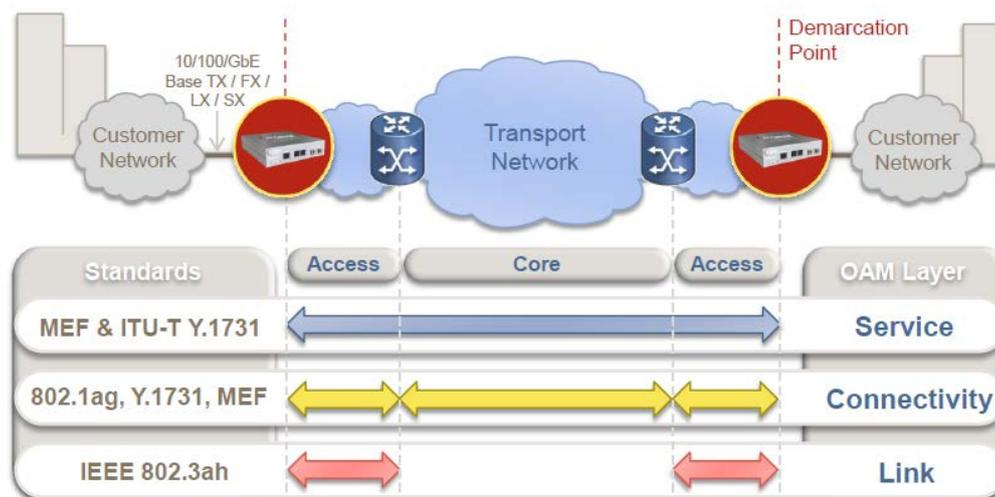 Demarcation
Point
10/100/GbE
Base TX / FX /
LX / SX
Customer
Network
Transport
Network
Customer
Network
Standards
Access
Core
Access
OAM Layer
MEF & ITU-T Y.1731
Service
802.1ag, Y.1731, MEF
Connectivity
IEEE 802.3ah
Link